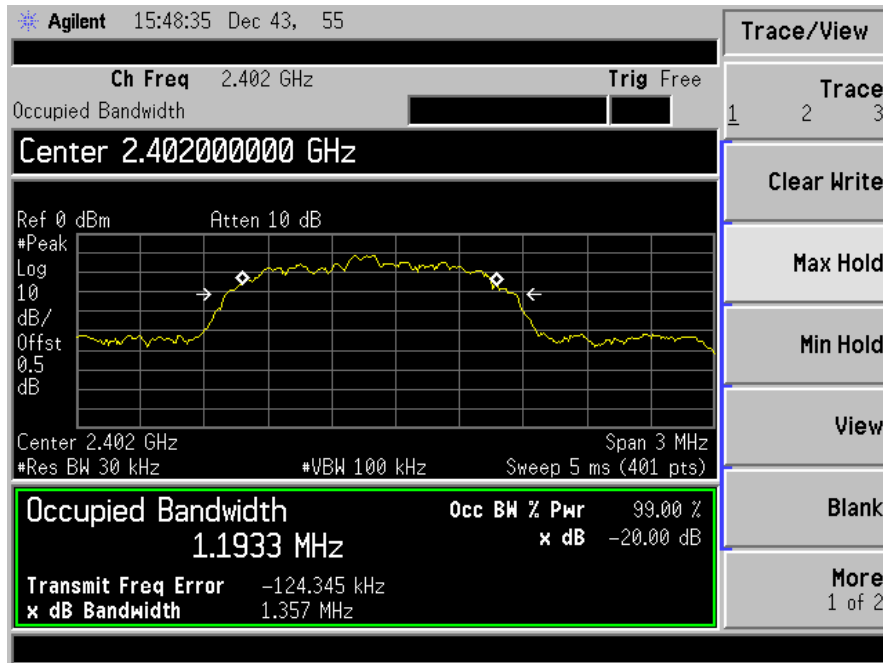 Agilent 15:48:35 Dec 43, 55
Trace/View
Ch Freq 2.402 GHz Trig Free
Occupied Bandwidth
Trace
1 2 3
Center 2.402000000 GHz
Clear Write
Ref 0 dBm Atten 10 dB
#Peak
Log
10
dB/
Offst
0.5
dB
Max Hold
Min Hold
Center 2.402 GHz Span 3 MHz
#Res BW 30 kHz #VBW 100 kHz Sweep 5 ms (401 pts)
View
Occupied Bandwidth Occ BW % Pwr 99.00 %
1.1933 MHz x dB -20.00 dB
Transmit Freq Error -124.345 kHz
x dB Bandwidth 1.357 MHz
Blank
More
1 of 2